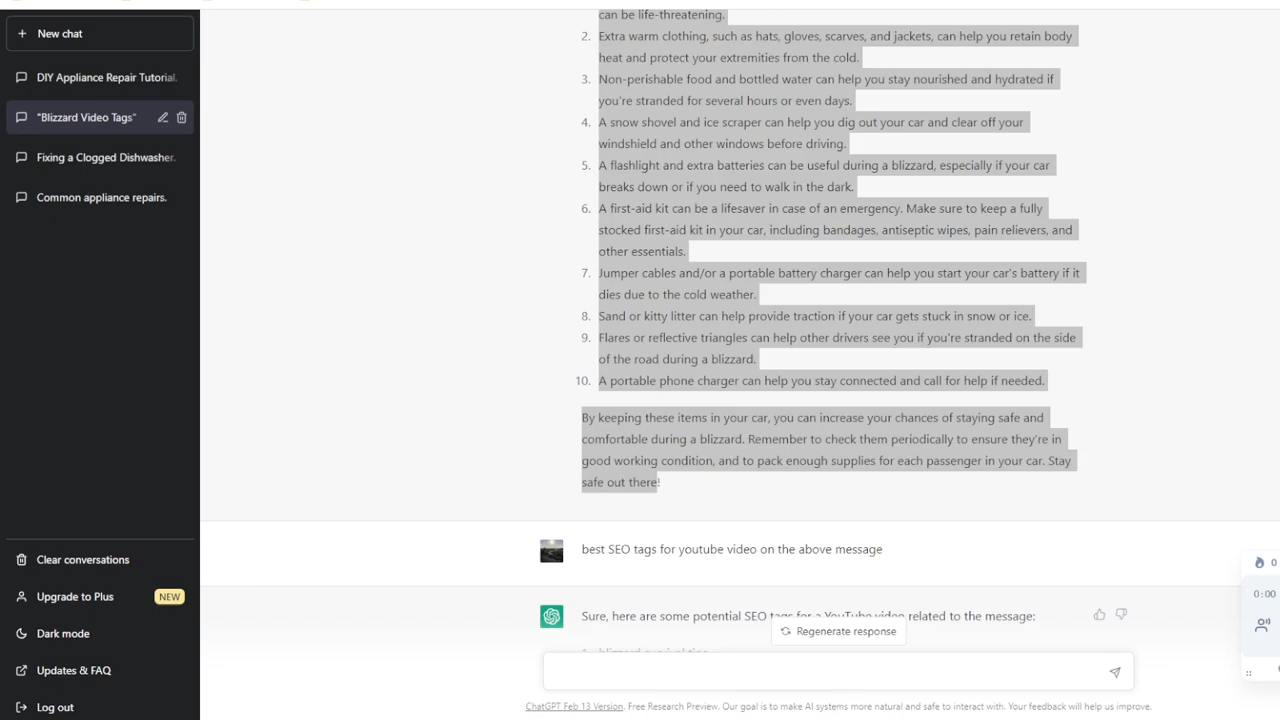 New chat
DIY Appliance Repair Tutorial.
"Blizzard Video Tags"
Fixing a Clogged Dishwasher.
Common appliance repairs.
Clear conversations
Upgrade to Plus NEW
Dark mode
Updates & FAQ
Log out
can be life-threatening.
2. Extra warm clothing, such as hats, gloves, scarves, and jackets, can help you retain body
heat and protect your extremities from the cold.
3. Non-perishable food and bottled water can help you stay nourished and hydrated if
you're stranded for several hours or even days.
4. A snow shovel and ice scraper can help you dig out your car and clear off your
windshield and other windows before driving.
5. A flashlight and extra batteries can be useful during a blizzard, especially if your car
breaks down or if you need to walk in the dark.
6. A first-aid kit can be a lifesaver in case of an emergency. Make sure to keep a fully
stocked first-aid kit in your car, including bandages, antiseptic wipes, pain relievers, and
other essentials.
7. Jumper cables and/or a portable battery charger can help you start your car's battery if it
dies due to the cold weather.
8. Sand or kitty litter can help provide traction if your car gets stuck in snow or ice.
9. Flares or reflective triangles can help other drivers see you if you're stranded on the side
of the road during a blizzard.
10. A portable phone charger can help you stay connected and call for help if needed.
By keeping these items in your car, you can increase your chances of staying safe and
comfortable during a blizzard. Remember to check them periodically to ensure they're in
good working condition, and to pack enough supplies for each passenger in your car. Stay
safe out there!
best SEO tags for youtube video on the above message
Sure, here are some potential SEO tags for a YouTube video related to the message:
Regenerate response
ChatGPT Feb 13 Version. Free Research Preview. Our goal is to make AI systems more natural and safe to interact with. Your feedback will help us improve.
0
0:00